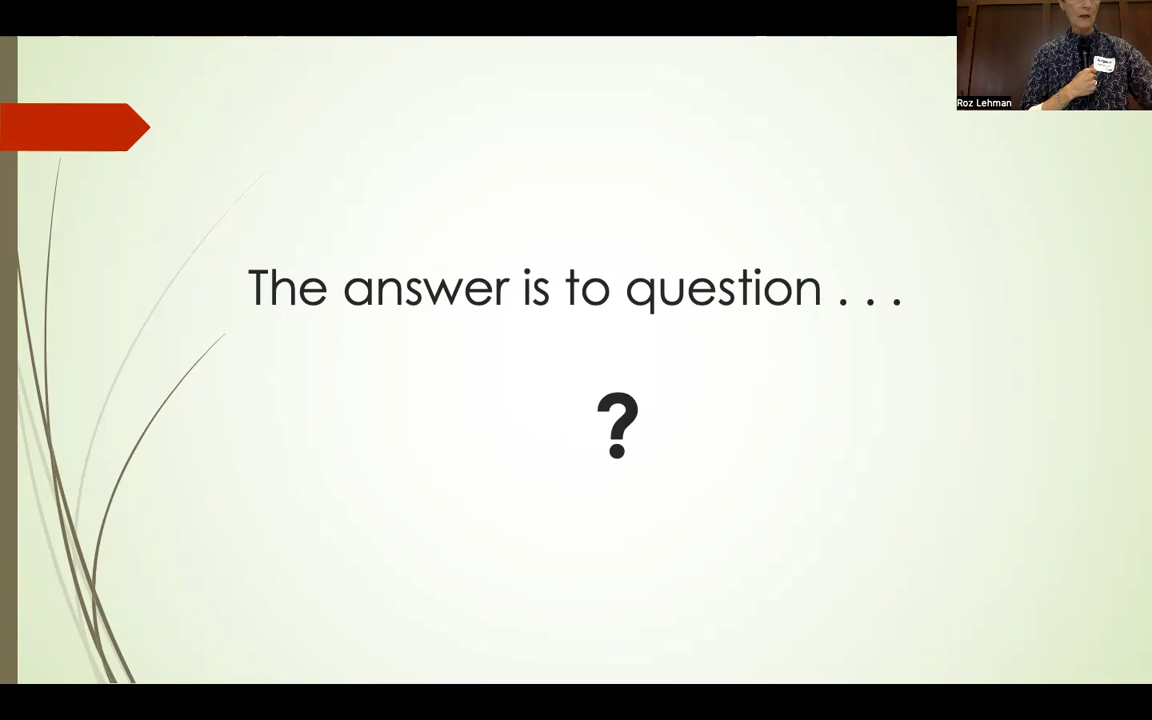 Roz Lehman
The answer is to question . . .
?